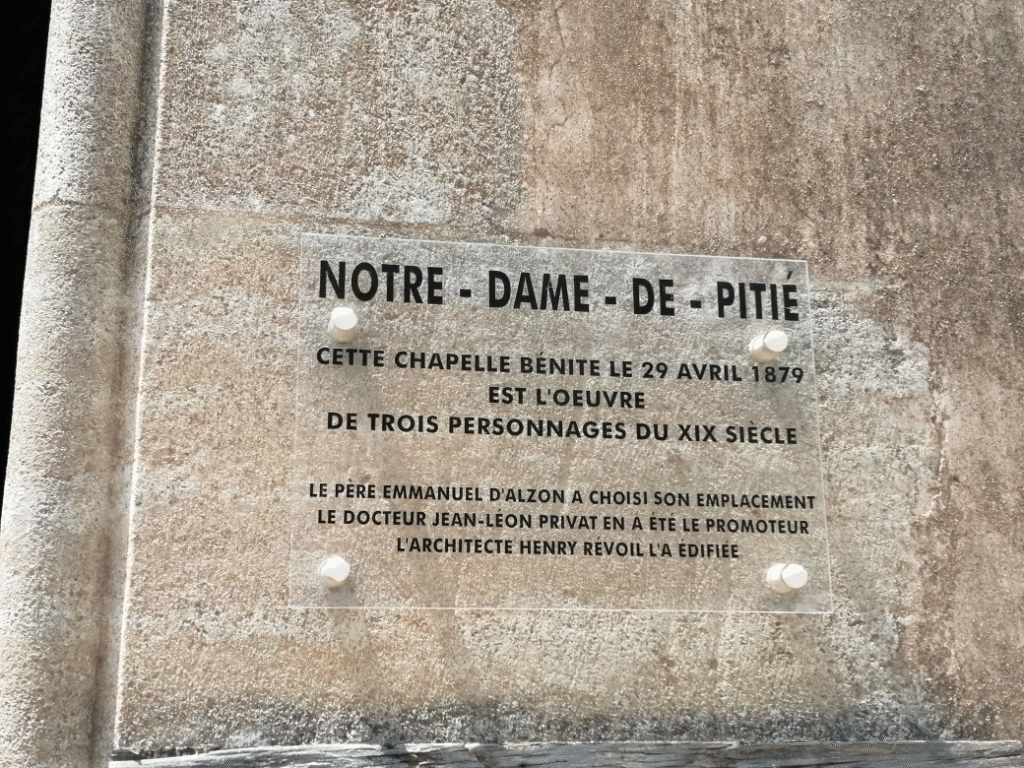 NOTRE - DAME - DE - PITIÉ
CETTE CHAPELLE BÉNITE LE 29 AVRIL 1879
EST L'OEUVRE
DE TROIS PERSONNAGES DU XIX SIÈCLE
LE PÈRE EMMANUEL D'ALZON A CHOISI SON EMPLACEMENT
LE DOCTEUR JEAN-LÉON PRIVAT EN A ÉTÉ LE PROMOTEUR
L'ARCHITECTE HENRY RÉVOIL L'A ÉDIFIÉE